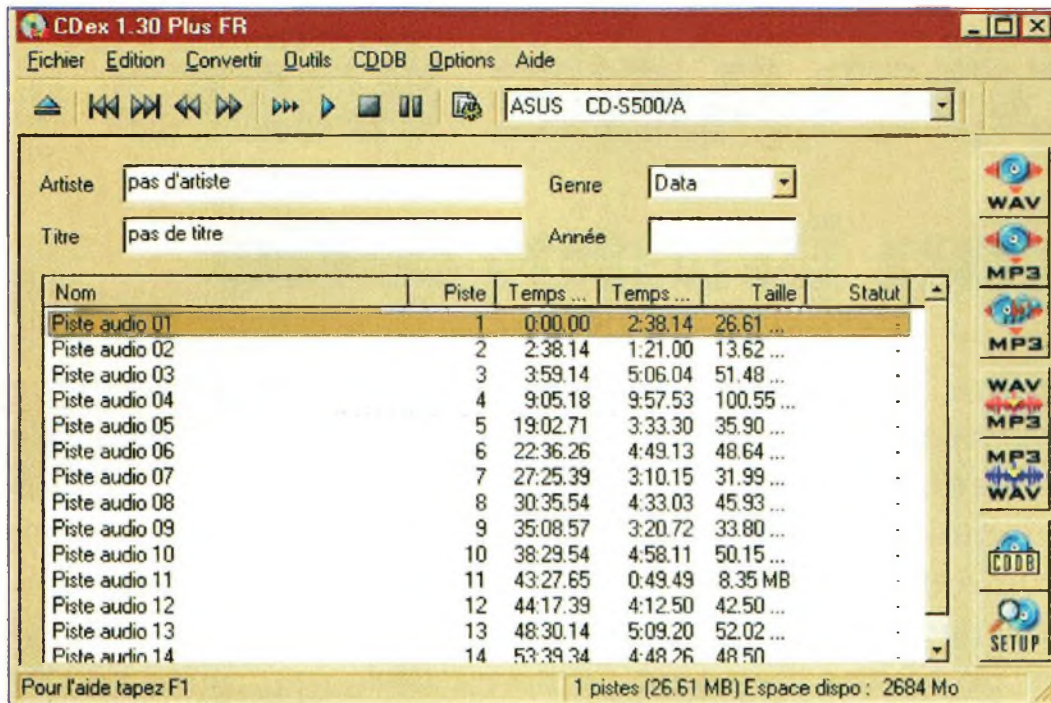 CDex 1.30 Plus FR
Fichier Edition Convertir Outils CDDB Options Aide
ASUS CD-S500/A
Artiste pas d'artiste Genre Data
Titre pas de titre Année
Nom Piste Temps ... Temps ... Taille Statut
Piste audio 01 1 0:00.00 2:38.14 26.61 ... -
Piste audio 02 2 2:38.14 1:21.00 13.62 ... -
Piste audio 03 3 3:59.14 5:06.04 51.48 ... -
Piste audio 04 4 9:05.18 9:57.53 100.55 ... -
Piste audio 05 5 19:02.71 3:33.30 35.90 ... -
Piste audio 06 6 22:36.26 4:49.13 48.64 ... -
Piste audio 07 7 27:25.39 3:10.15 31.99 ... -
Piste audio 08 8 30:35.54 4:33.03 45.93 ... -
Piste audio 09 9 35:08.57 3:20.72 33.80 ... -
Piste audio 10 10 38:29.54 4:58.11 50.15 ... -
Piste audio 11 11 43:27.65 0:49.49 8.35 MB -
Piste audio 12 12 44:17.39 4:12.50 42.50 ... -
Piste audio 13 13 48:30.14 5:09.20 52.02 ... -
Piste audio 14 14 53:39.34 4:48.26 48.50
WAV
MP3
MP3
WAV
MP3
MP3
WAV
CDDB
SETUP
Pour l'aide tapez F1 1 pistes (26.61 MB) Espace dispo : 2684 Mo